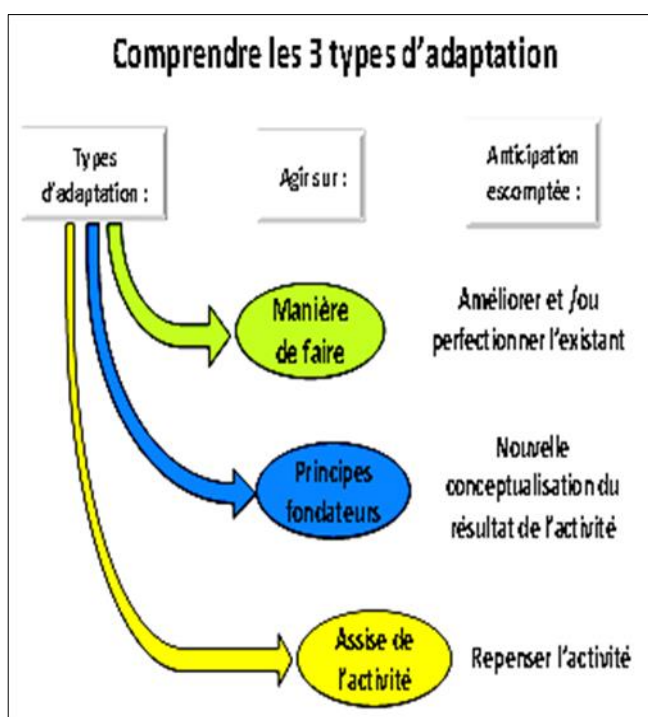 Comprendre les 3 types d'adaptation
Types
d'adaptation :
Agir sur :
Anticipation
escomptée :
Manière
de faire
Améliorer et /ou
perfectionner l'existant
Principes
fondateurs
Nouvelle
conceptualisation du
résultat de l'activité
Assise de
l'activité
Repenser l'activité